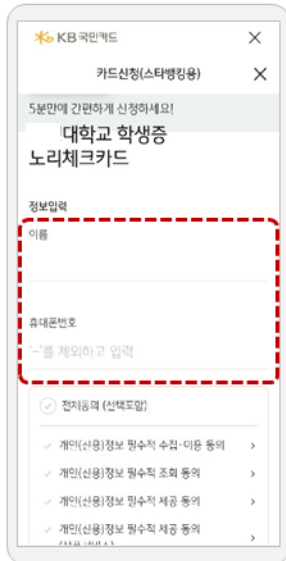 KB 국민카드
카드신청(스타뱅킹용)
5분만에 간편하게 신청하세요!
대학교 학생증
노리체크카드
정보입력
이름
휴대폰번호
'-'를 제외하고 입력
전체동의 (선택포함)
개인(신용)정보 필수적 수집·이용 동의
개인(신용)정보 필수적 조회 동의
개인(신용)정보 필수적 제공 동의
개인(신용)정보 필수적 제공 동의